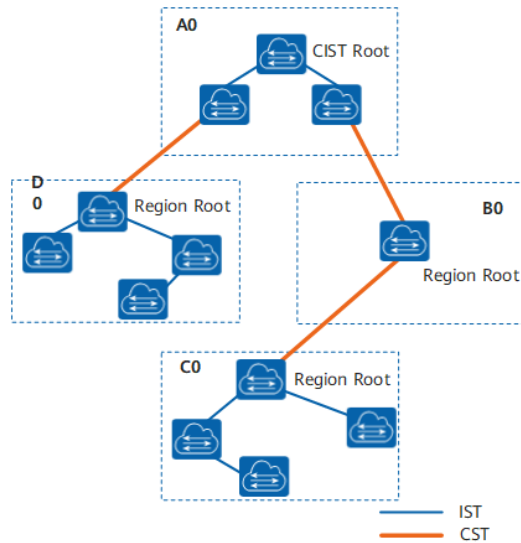 A0
CIST Root
D
0
Region Root
B0
Region Root
C0
Region Root
IST
CST